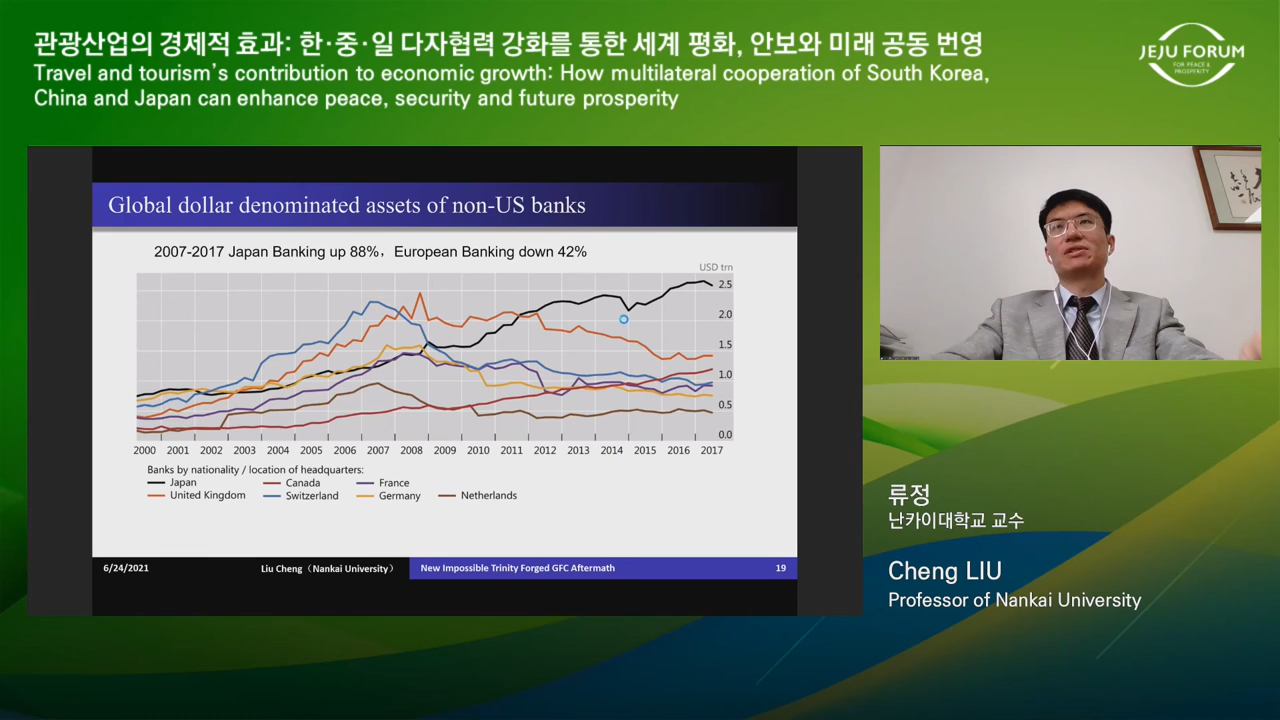 관광산업의 경제적 효과: 한·중·일 다자협력 강화를 통한 세계 평화, 안보와 미래 공동 번영
Travel and tourism's contribution to economic growth: How multilateral cooperation of South Korea,
China and Japan can enhance peace, security and future prosperity
JEJU FORUM
FOR PEACE &
PROSPERITY
Global dollar denominated assets of non-US banks
2007-2017 Japan Banking up 88%，European Banking down 42%
USD trn
2.5
2.0
1.5
1.0
0.5
0.0
2000 2001 2002 2003 2004 2005 2006 2007 2008 2009 2010 2011 2012 2013 2014 2015 2016 2017
Banks by nationality / location of headquarters:
Japan Canada France
United Kingdom Switzerland Germany Netherlands
6/24/2021 Liu Cheng（Nankai University） New Impossible Trinity Forged GFC Aftermath 19
류정
난카이대학교 교수
Cheng LIU
Professor of Nankai University